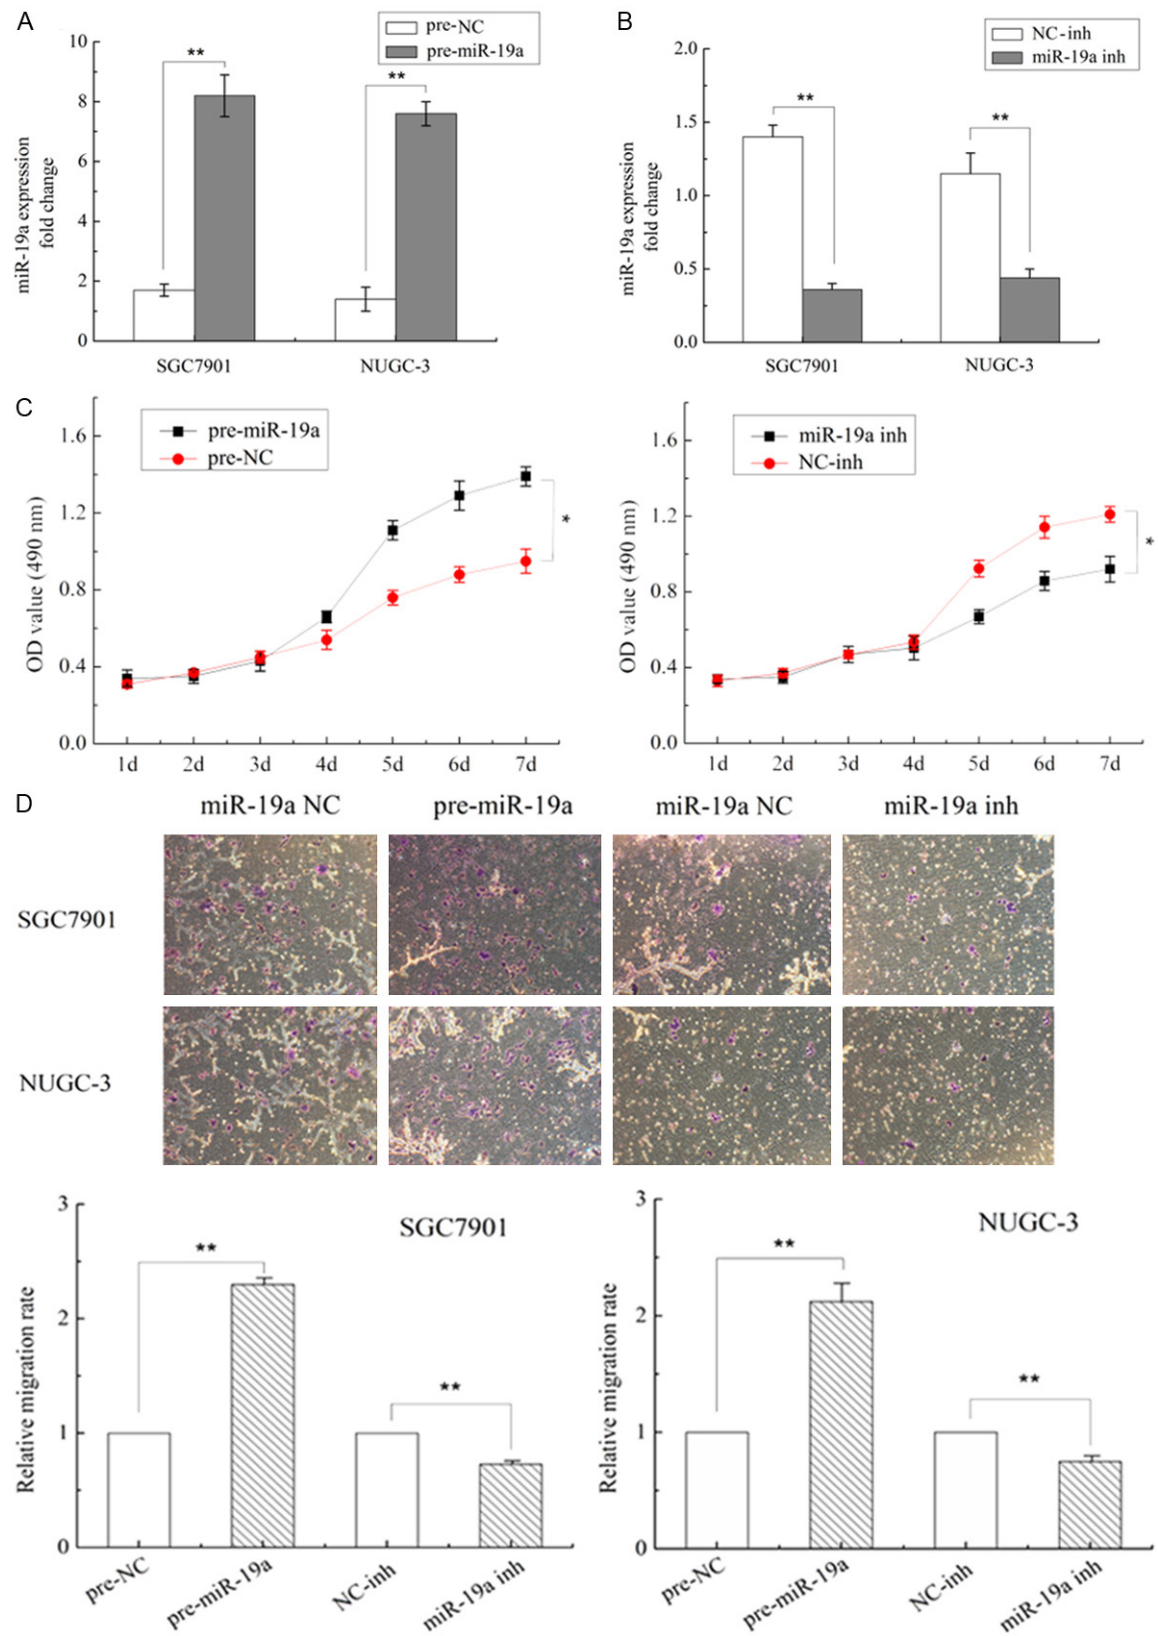 A
pre-NC
pre-miR-19a
10
8
6
4
2
0
miR-19a expression
fold change
**
**
SGC7901
NUGC-3
B
NC-inh
miR-19a inh
2.0
1.5
1.0
0.5
0.0
miR-19a expression
fold change
**
**
SGC7901
NUGC-3
C
pre-miR-19a
pre-NC
1.6
1.2
0.8
0.4
0.0
OD value (490 nm)
*
1d 2d 3d 4d 5d 6d 7d
miR-19a inh
NC-inh
1.6
1.2
0.8
0.4
0.0
OD value (490 nm)
*
1d 2d 3d 4d 5d 6d 7d
D
miR-19a NC pre-miR-19a miR-19a NC miR-19a inh
SGC7901
NUGC-3
3
2
1
0
Relative migration rate
SGC7901
**
**
pre-NC
pre-miR-19a
NC-inh
miR-19a inh
3
2
1
0
Relative migration rate
NUGC-3
**
**
pre-NC
pre-miR-19a
NC-inh
miR-19a inh